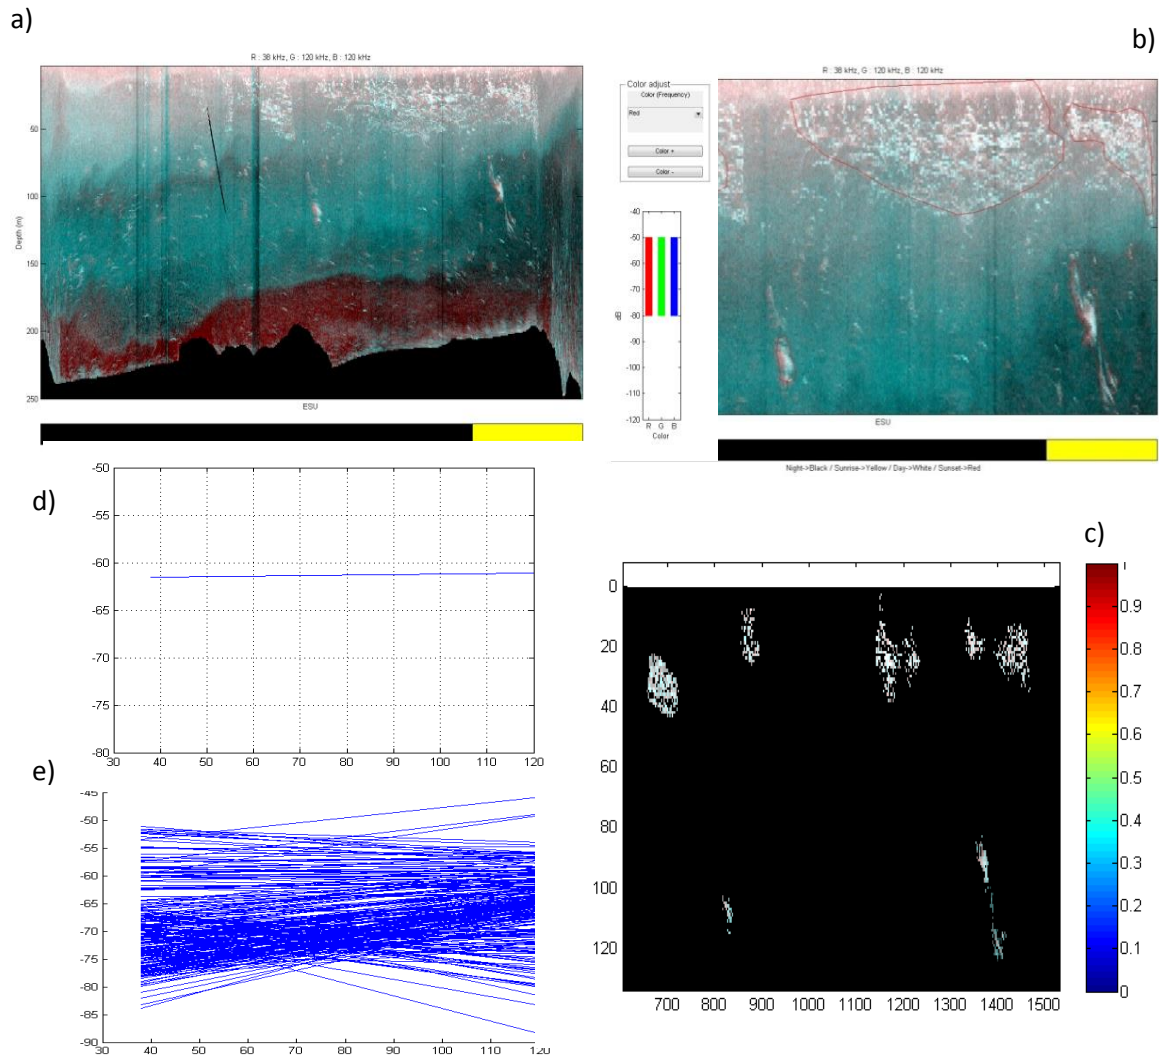 a)
R : 38 kHz, G : 120 kHz, B : 120 kHz
Depth (m)
50
100
150
200
250
ESU
b)
R : 38 kHz, G : 120 kHz, B : 120 kHz
Color adjust
Color (Frequency)
Red
Color +
Color -
dB
-40
-50
-60
-70
-80
-90
-100
-110
-120
R G B
Color
ESU
Night->Black / Sunrise->Yellow / Day->White / Sunset->Red
d)
-50
-55
-60
-65
-70
-75
-80
30 40 50 60 70 80 90 100 110 120
c)
0
20
40
60
80
100
120
700 800 900 1000 1100 1200 1300 1400 1500
1
0.9
0.8
0.7
0.6
0.5
0.4
0.3
0.2
0.1
0
e)
-45
-50
-55
-60
-65
-70
-75
-80
-85
-90
30 40 50 60 70 80 90 100 110 120